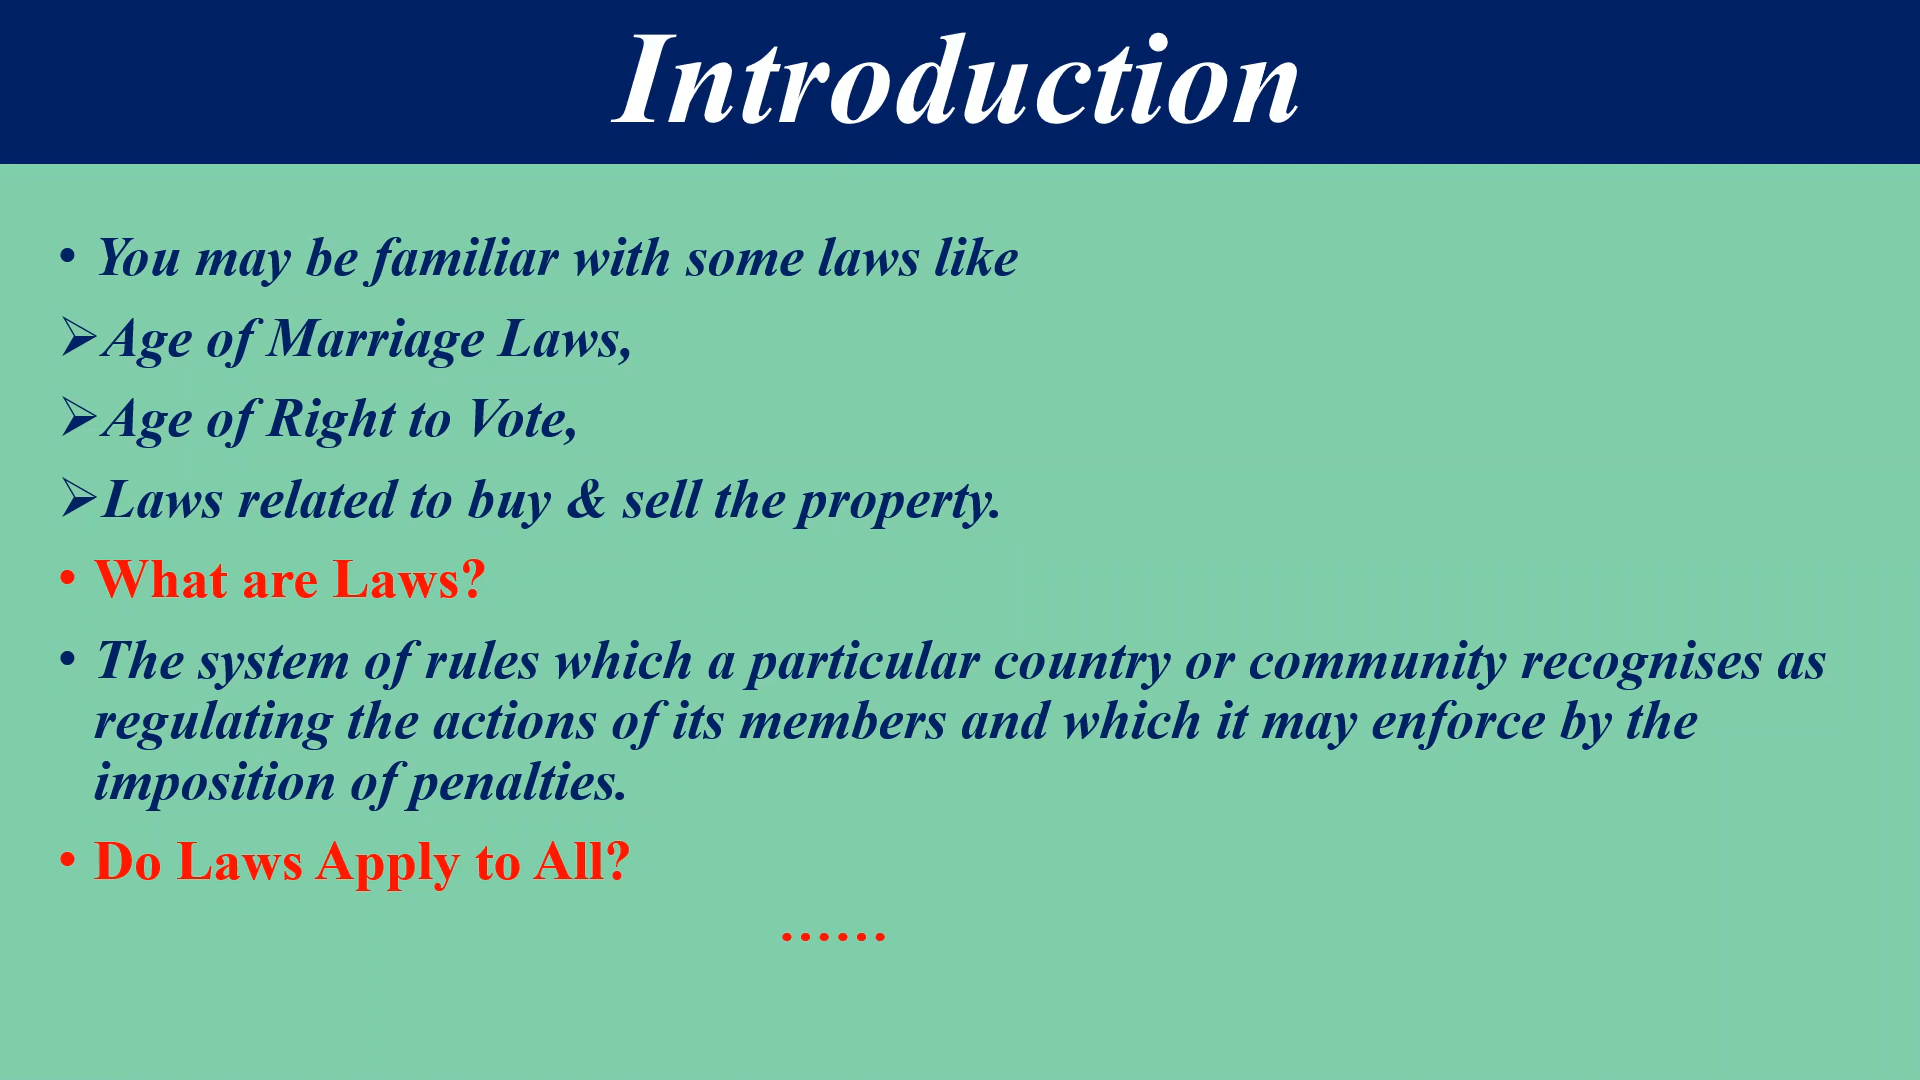 Introduction
• You may be familiar with some laws like
➢Age of Marriage Laws,
➢Age of Right to Vote,
➢Laws related to buy & sell the property.
• What are Laws?
• The system of rules which a particular country or community recognises as
regulating the actions of its members and which it may enforce by the
imposition of penalties.
• Do Laws Apply to All?
......